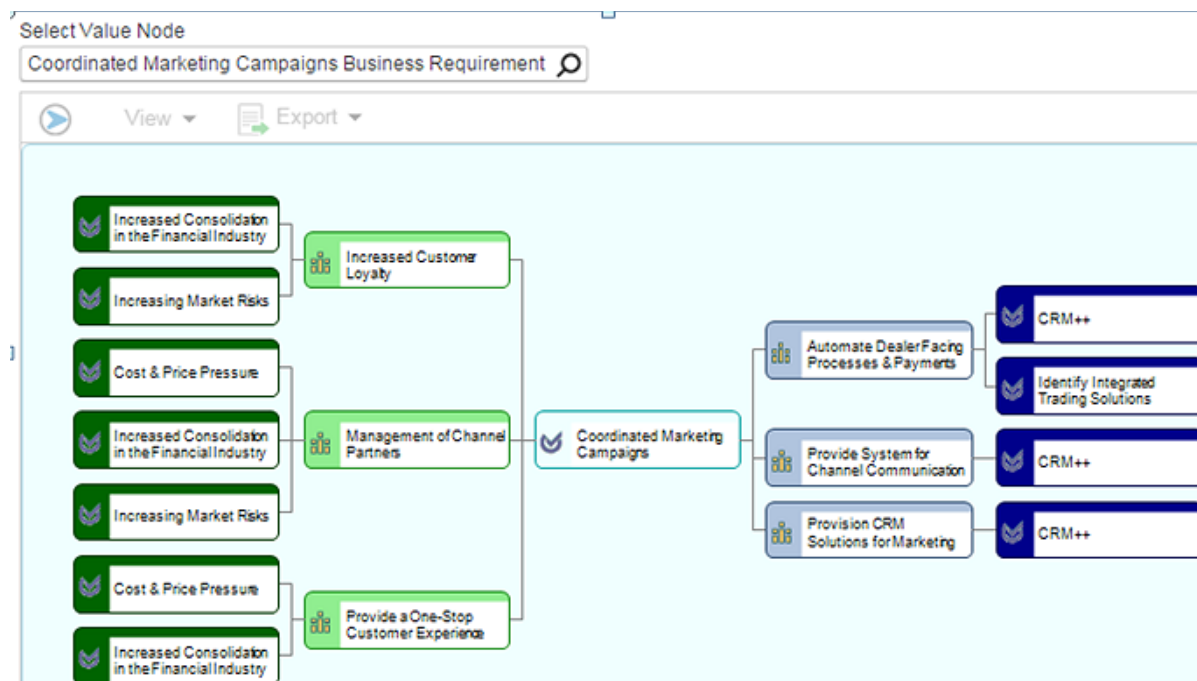 Select Value Node
Coordinated Marketing Campaigns Business Requirement
View
Export
Increased Consolidation
in the Financial Industry
Increasing Market Risks
Increased Customer
Loyalty
Cost & Price Pressure
Increased Consolidation
in the Financial Industry
Increasing Market Risks
Management of Channel
Partners
Cost & Price Pressure
Increased Consolidation
in the Financial Industry
Provide a One-Stop
Customer Experience
Coordinated Marketing
Campaigns
Automate Dealer Facing
Processes & Payments
CRM++
Identify Integrated
Trading Solutions
Provide System for
Channel Communication
CRM++
Provision CRM
Solutions for Marketing
CRM++